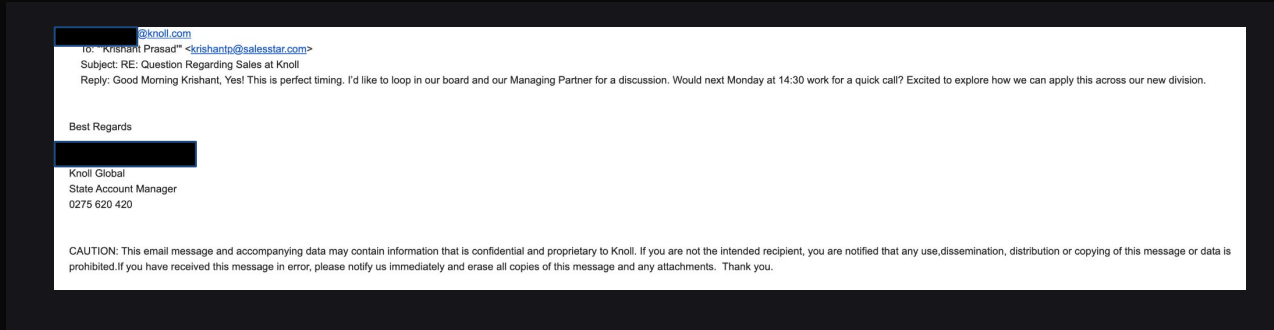 @knoll.com
To: "'Krishant Prasad'" <krishantp@salesstar.com>
Subject: RE: Question Regarding Sales at Knoll
Reply: Good Morning Krishant, Yes! This is perfect timing. I'd like to loop in our board and our Managing Partner for a discussion. Would next Monday at 14:30 work for a quick call? Excited to explore how we can apply this across our new division.
Best Regards
Knoll Global
State Account Manager
0275 620 420
CAUTION: This email message and accompanying data may contain information that is confidential and proprietary to Knoll. If you are not the intended recipient, you are notified that any use,dissemination, distribution or copying of this message or data is
prohibited.If you have received this message in error, please notify us immediately and erase all copies of this message and any attachments.  Thank you.